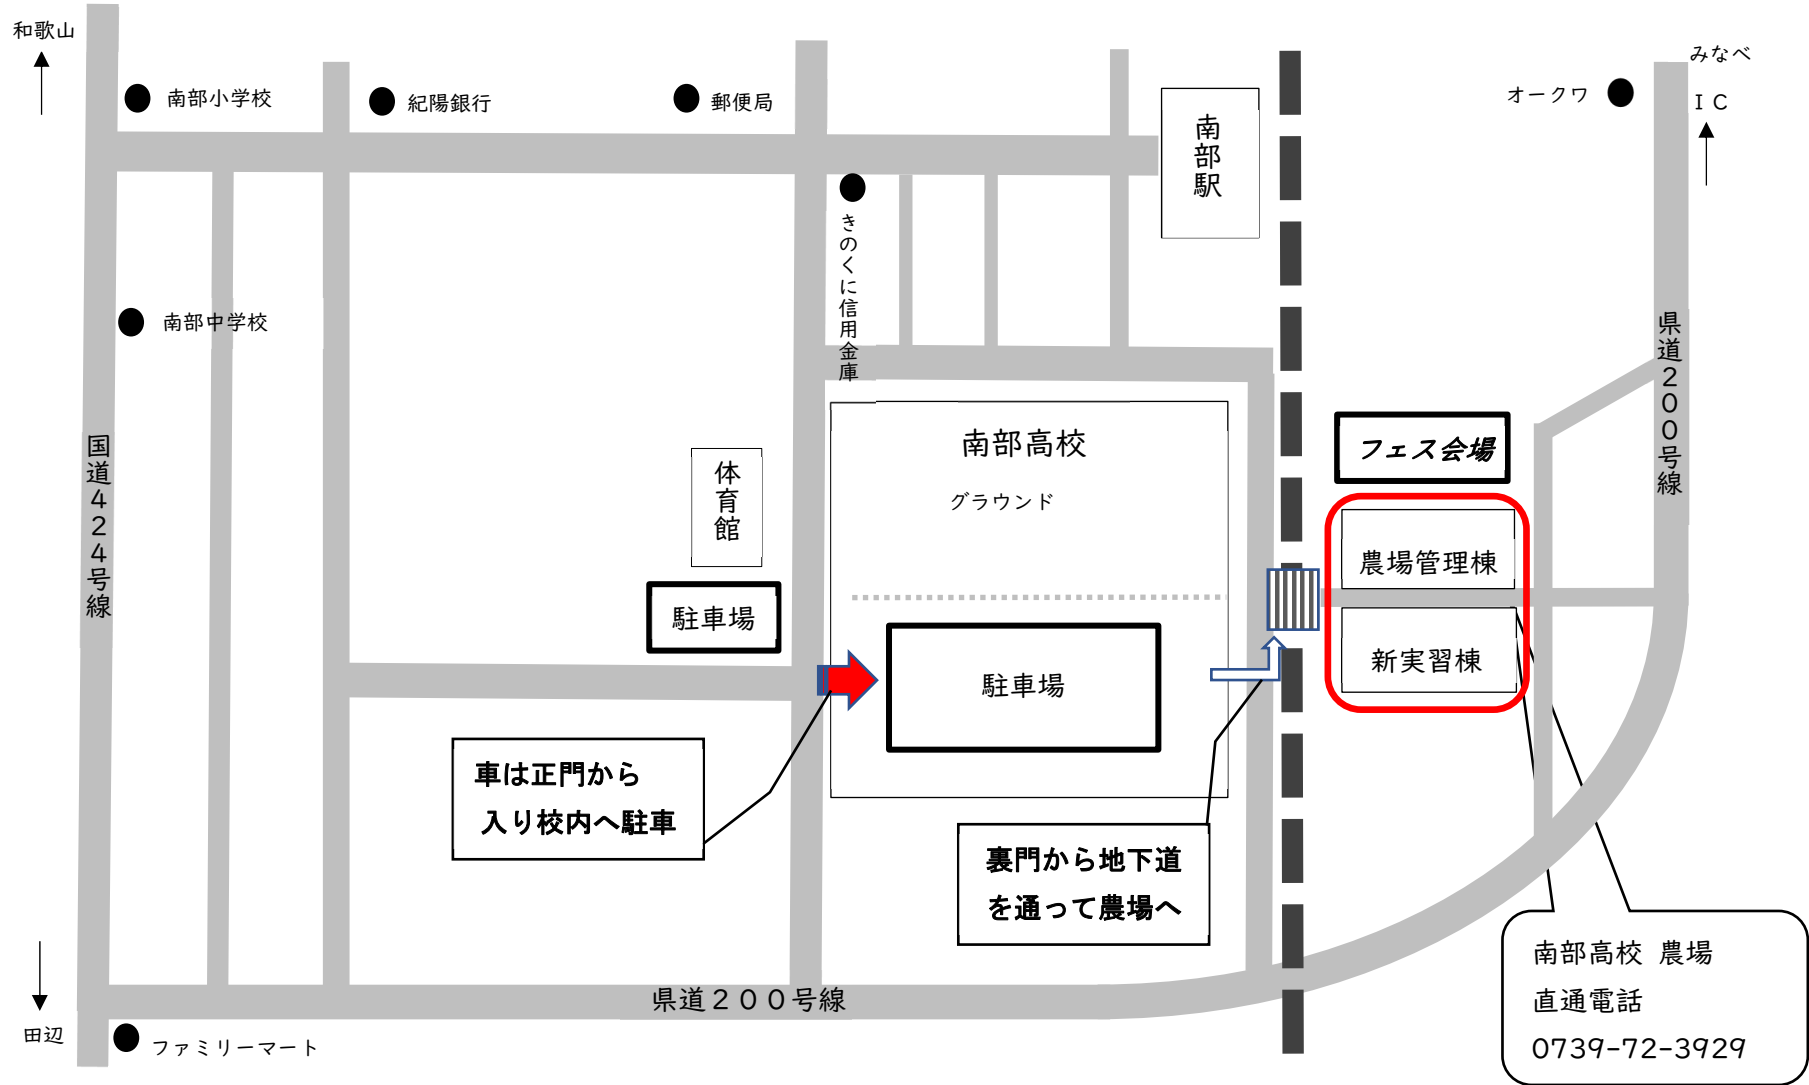 和歌山
南部小学校
紀陽銀行
郵便局
南部駅
オークワ
みなべ
ＩＣ
きのくに信用金庫
南部中学校
国道424号線
県道200号線
南部高校
グラウンド
体育館
駐車場
駐車場
フェス会場
農場管理棟
新実習棟
車は正門から
入り校内へ駐車
裏門から地下道
を通って農場へ
県道２００号線
南部高校 農場
直通電話
0739-72-3929
田辺
ファミリーマート